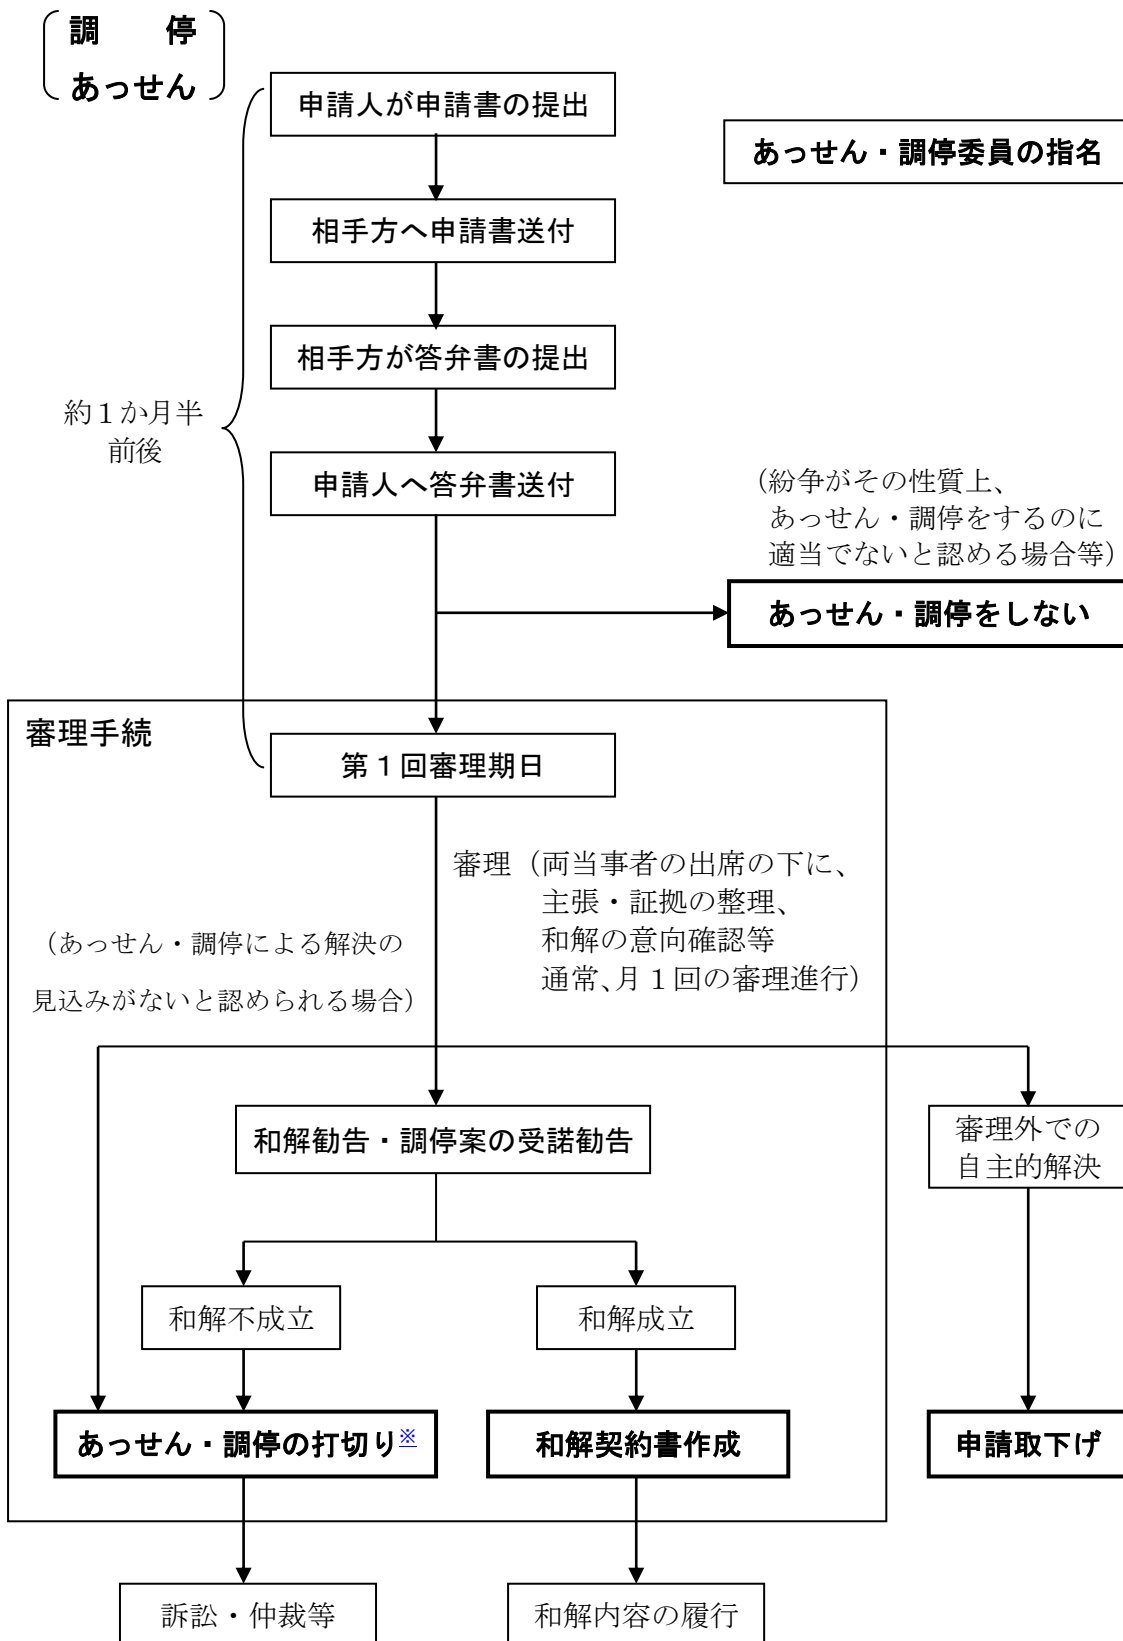 調　停
あっせん
申請人が申請書の提出
あっせん・調停委員の指名
相手方へ申請書送付
相手方が答弁書の提出
約１か月半
前後
申請人へ答弁書送付
（紛争がその性質上、
あっせん・調停をするのに
適当でないと認める場合等）
あっせん・調停をしない
審理手続
第１回審理期日
審理（両当事者の出席の下に、
主張・証拠の整理、
和解の意向確認等
通常、月１回の審理進行）
（あっせん・調停による解決の
見込みがないと認められる場合）
和解勧告・調停案の受諾勧告
審理外での
自主的解決
和解不成立
和解成立
あっせん・調停の打切り※
和解契約書作成
申請取下げ
訴訟・仲裁等
和解内容の履行